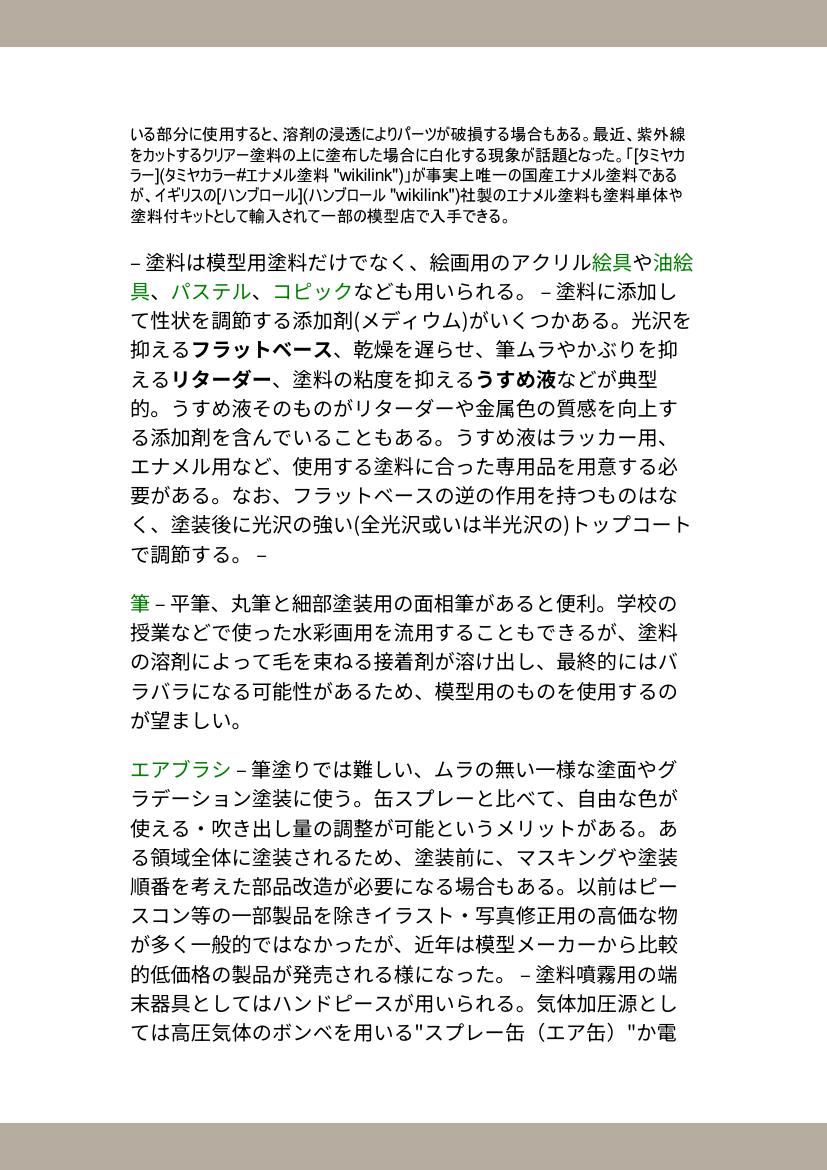 いる部分に使用すると、溶剤の浸透によりパーツが破損する場合もある。最近、紫外線
をカットするクリアー塗料の上に塗布した場合に白化する現象が話題となった。「[タミヤカ
ラー](タミヤカラー#エナメル塗料 "wikilink")」が事実上唯一の国産エナメル塗料である
が、イギリスの[ハンブロール](ハンブロール "wikilink")社製のエナメル塗料も塗料単体や
塗料付キットとして輸入されて一部の模型店で入手できる。
– 塗料は模型用塗料だけでなく、絵画用のアクリル絵具や油絵
具、パステル、コピックなども用いられる。 – 塗料に添加し
て性状を調節する添加剤(メディウム)がいくつかある。光沢を
抑えるフラットベース、乾燥を遅らせ、筆ムラやかぶりを抑
えるリターダー、塗料の粘度を抑えるうすめ液などが典型
的。うすめ液そのものがリターダーや金属色の質感を向上す
る添加剤を含んでいることもある。うすめ液はラッカー用、
エナメル用など、使用する塗料に合った専用品を用意する必
要がある。なお、フラットベースの逆の作用を持つものはな
く、塗装後に光沢の強い(全光沢或いは半光沢の)トップコート
で調節する。 –
筆 – 平筆、丸筆と細部塗装用の面相筆があると便利。学校の
授業などで使った水彩画用を流用することもできるが、塗料
の溶剤によって毛を束ねる接着剤が溶け出し、最終的にはバ
ラバラになる可能性があるため、模型用のものを使用するの
が望ましい。
エアブラシ – 筆塗りでは難しい、ムラの無い一様な塗面やグ
ラデーション塗装に使う。缶スプレーと比べて、自由な色が
使える・吹き出し量の調整が可能というメリットがある。あ
る領域全体に塗装されるため、塗装前に、マスキングや塗装
順番を考えた部品改造が必要になる場合もある。以前はピー
スコン等の一部製品を除きイラスト・写真修正用の高価な物
が多く一般的ではなかったが、近年は模型メーカーから比較
的低価格の製品が発売される様になった。 – 塗料噴霧用の端
末器具としてはハンドピースが用いられる。気体加圧源とし
ては高圧気体のボンベを用いる"スプレー缶（エア缶）"か電